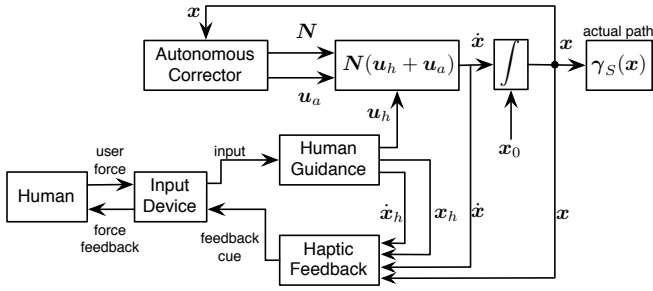 x
N
ẋ
x
actual path
Autonomous
Corrector
N(u_h + u_a)
∫
γ_S(x)
u_a
u_h
x_0
user
force
input
Human
Guidance
Human
Input
Device
ẋ_h
x_h
ẋ
x
force
feedback
feedback
cue
Haptic
Feedback